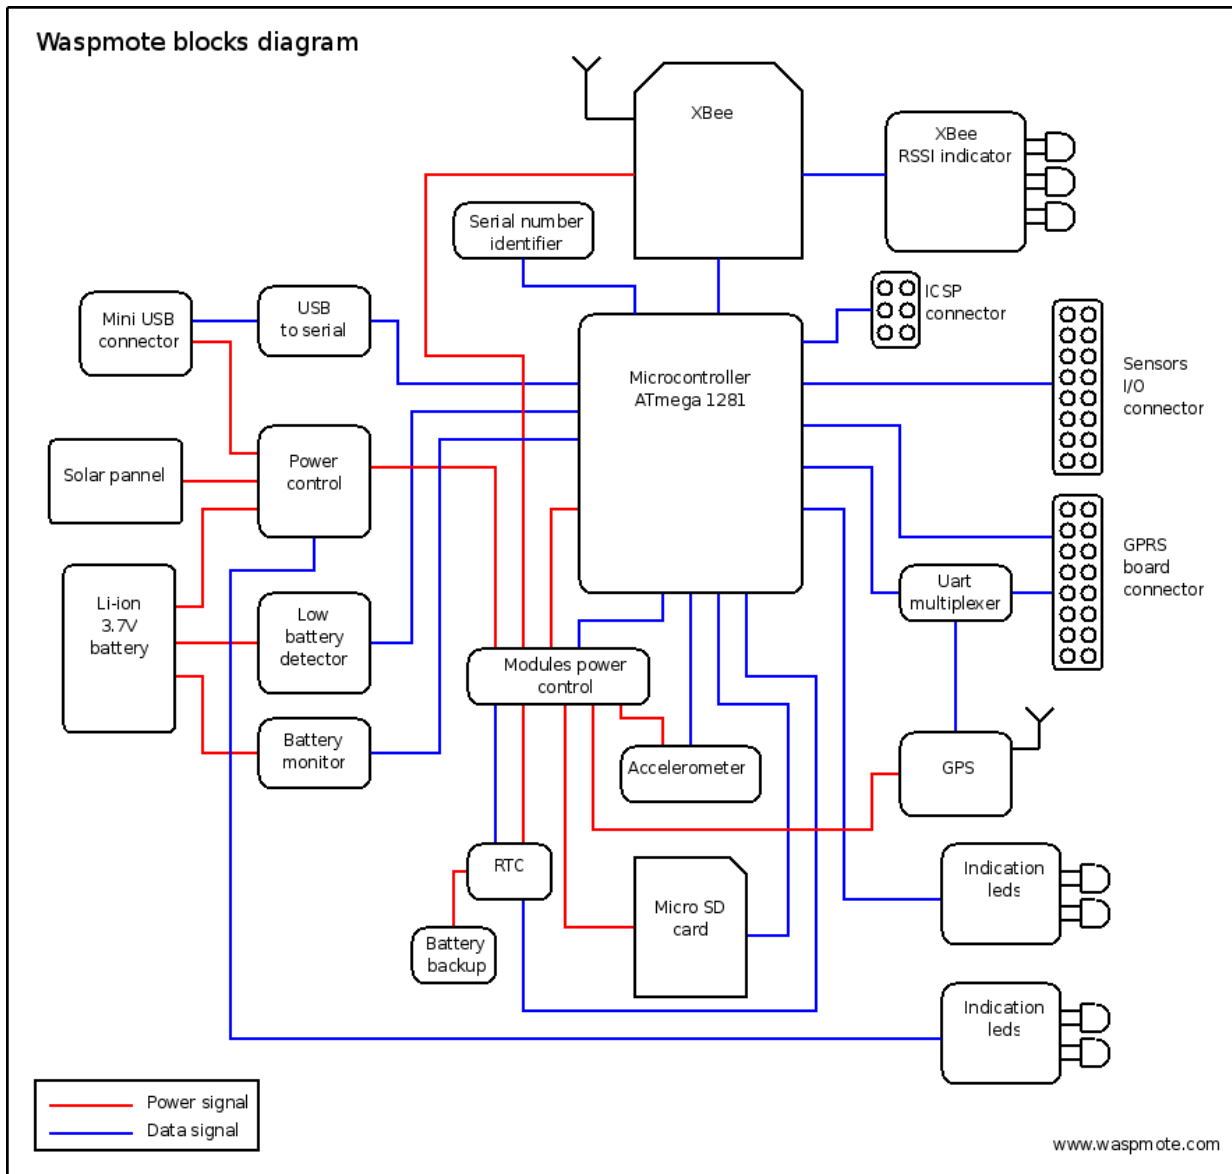 Waspmote blocks diagram
XBee
XBee
RSSI indicator
Serial number
identifier
ICSP
connector
Mini USB
connector
USB
to serial
Microcontroller
ATmega 1281
Sensors
I/O
connector
Solar pannel
Power
control
GPRS
board
connector
Li-ion
3.7V
battery
Low
battery
detector
Uart
multiplexer
Modules power
control
Battery
monitor
Accelerometer
GPS
RTC
Micro SD
card
Indication
leds
Battery
backup
Indication
leds
Power signal
Data signal
www.waspmote.com